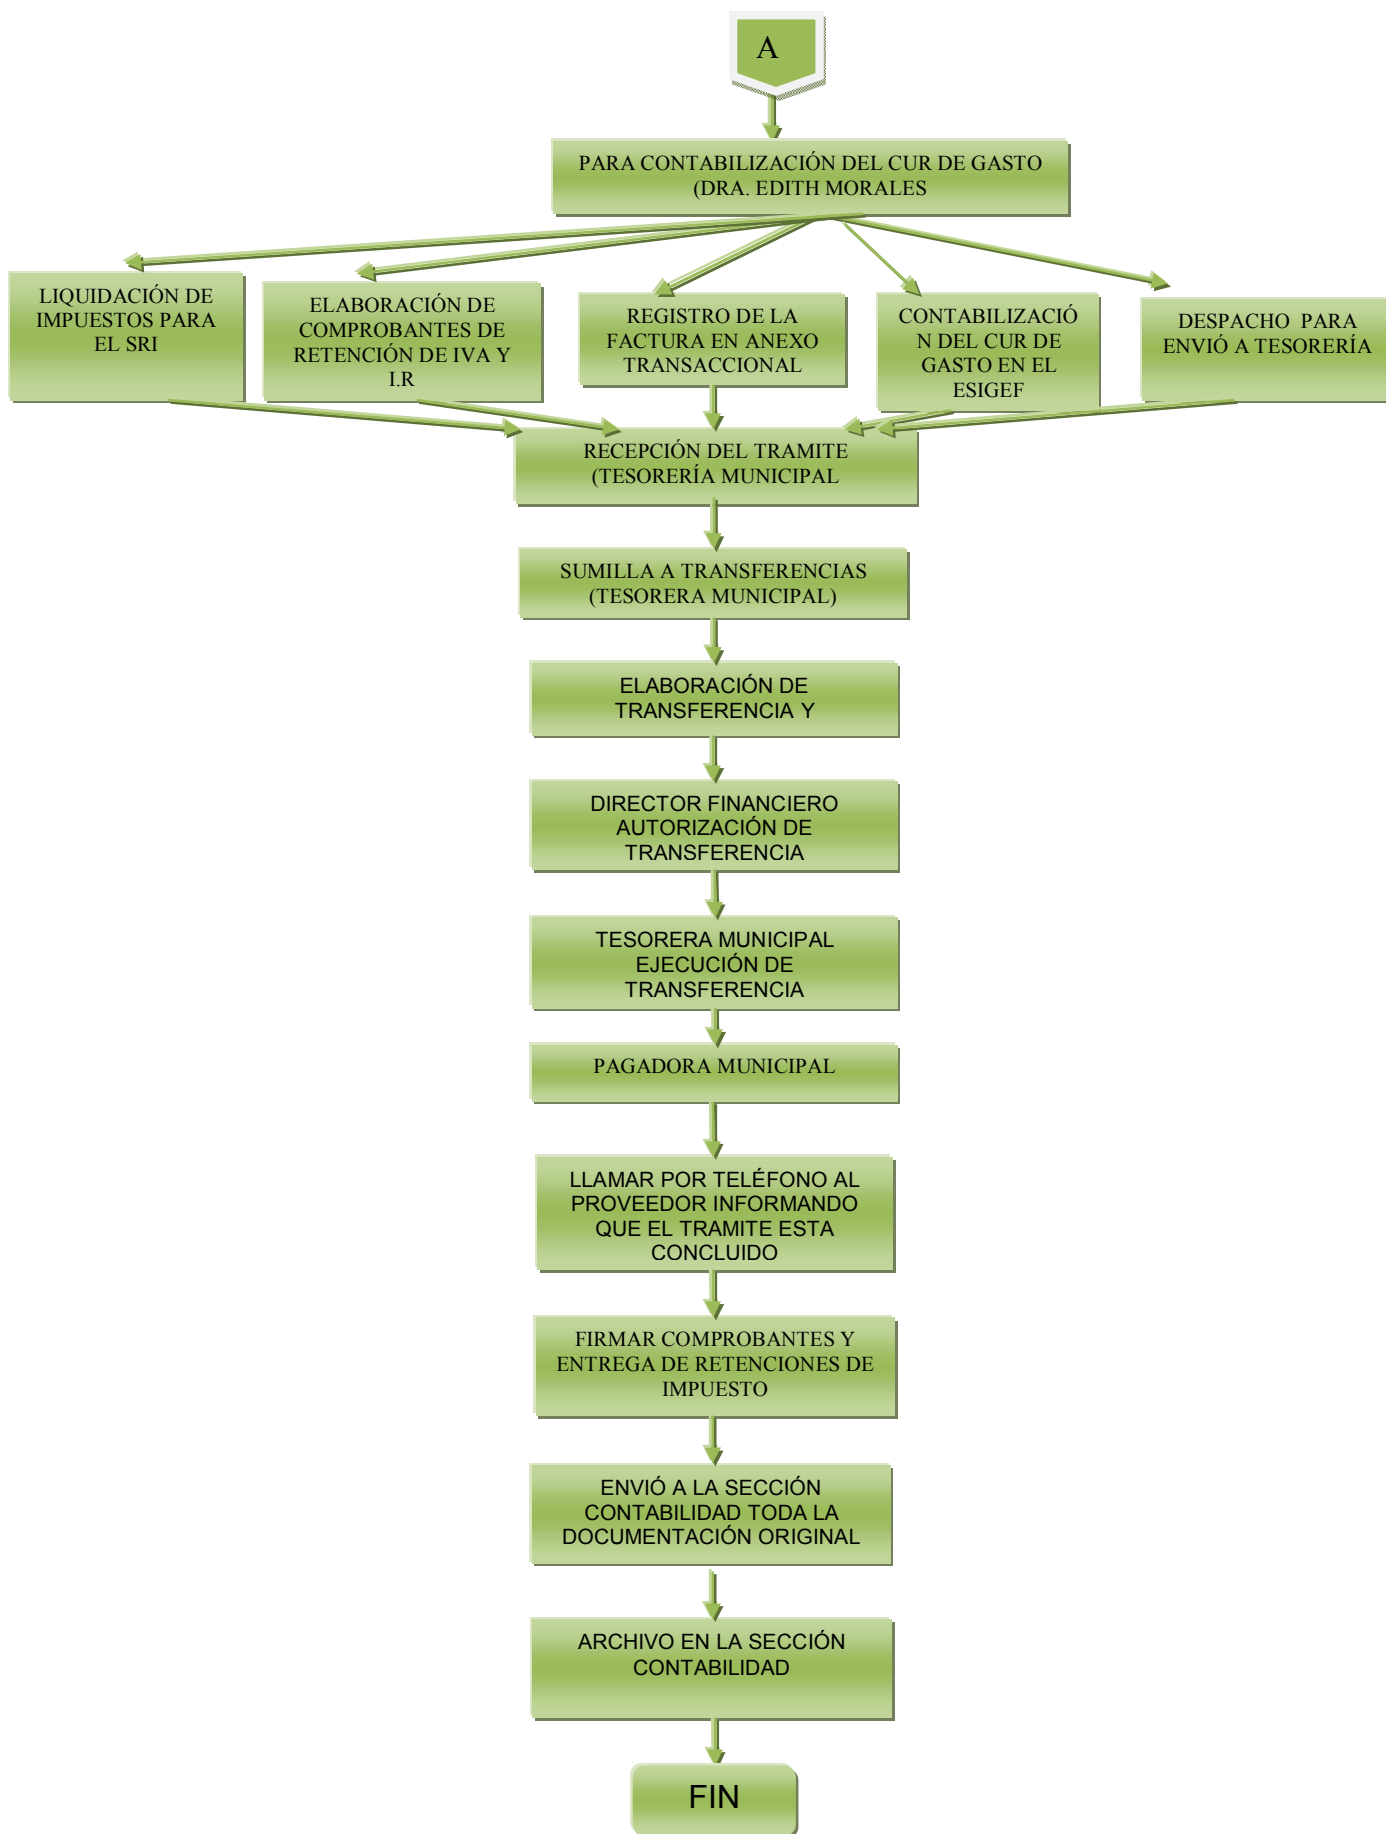 A
PARA CONTABILIZACIÓN DEL CUR DE GASTO
(DRA. EDITH MORALES
LIQUIDACIÓN DE
IMPUESTOS PARA
EL SRI
ELABORACIÓN DE
COMPROBANTES DE
RETENCIÓN DE IVA Y
I.R
REGISTRO DE LA
FACTURA EN ANEXO
TRANSACCIONAL
CONTABILIZACIÓ
N DEL CUR DE
GASTO EN EL
ESIGEF
DESPACHO PARA
ENVIÓ A TESORERÍA
RECEPCIÓN DEL TRAMITE
(TESORERÍA MUNICIPAL
SUMILLA A TRANSFERENCIAS
(TESORERA MUNICIPAL)
ELABORACIÓN DE
TRANSFERENCIA Y
DIRECTOR FINANCIERO
AUTORIZACIÓN DE
TRANSFERENCIA
TESORERA MUNICIPAL
EJECUCIÓN DE
TRANSFERENCIA
PAGADORA MUNICIPAL
LLAMAR POR TELÉFONO AL
PROVEEDOR INFORMANDO
QUE EL TRAMITE ESTA
CONCLUIDO
FIRMAR COMPROBANTES Y
ENTREGA DE RETENCIONES DE
IMPUESTO
ENVIÓ A LA SECCIÓN
CONTABILIDAD TODA LA
DOCUMENTACIÓN ORIGINAL
ARCHIVO EN LA SECCIÓN
CONTABILIDAD
FIN